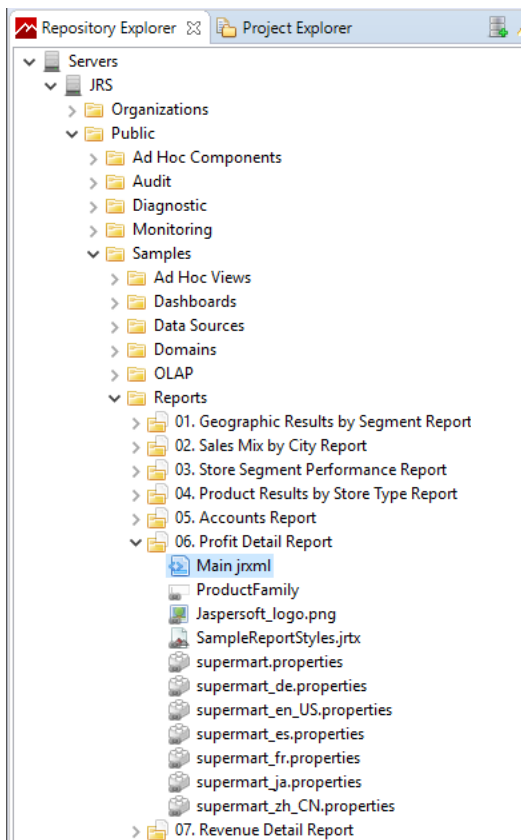 Repository Explorer Project Explorer
Servers
JRS
Organizations
Public
Ad Hoc Components
Audit
Diagnostic
Monitoring
Samples
Ad Hoc Views
Dashboards
Data Sources
Domains
OLAP
Reports
01. Geographic Results by Segment Report
02. Sales Mix by City Report
03. Store Segment Performance Report
04. Product Results by Store Type Report
05. Accounts Report
06. Profit Detail Report
Main jrxml
ProductFamily
Jaspersoft_logo.png
SampleReportStyles.jrtx
supermart.properties
supermart_de.properties
supermart_en_US.properties
supermart_es.properties
supermart_fr.properties
supermart_ja.properties
supermart_zh_CN.properties
07. Revenue Detail Report